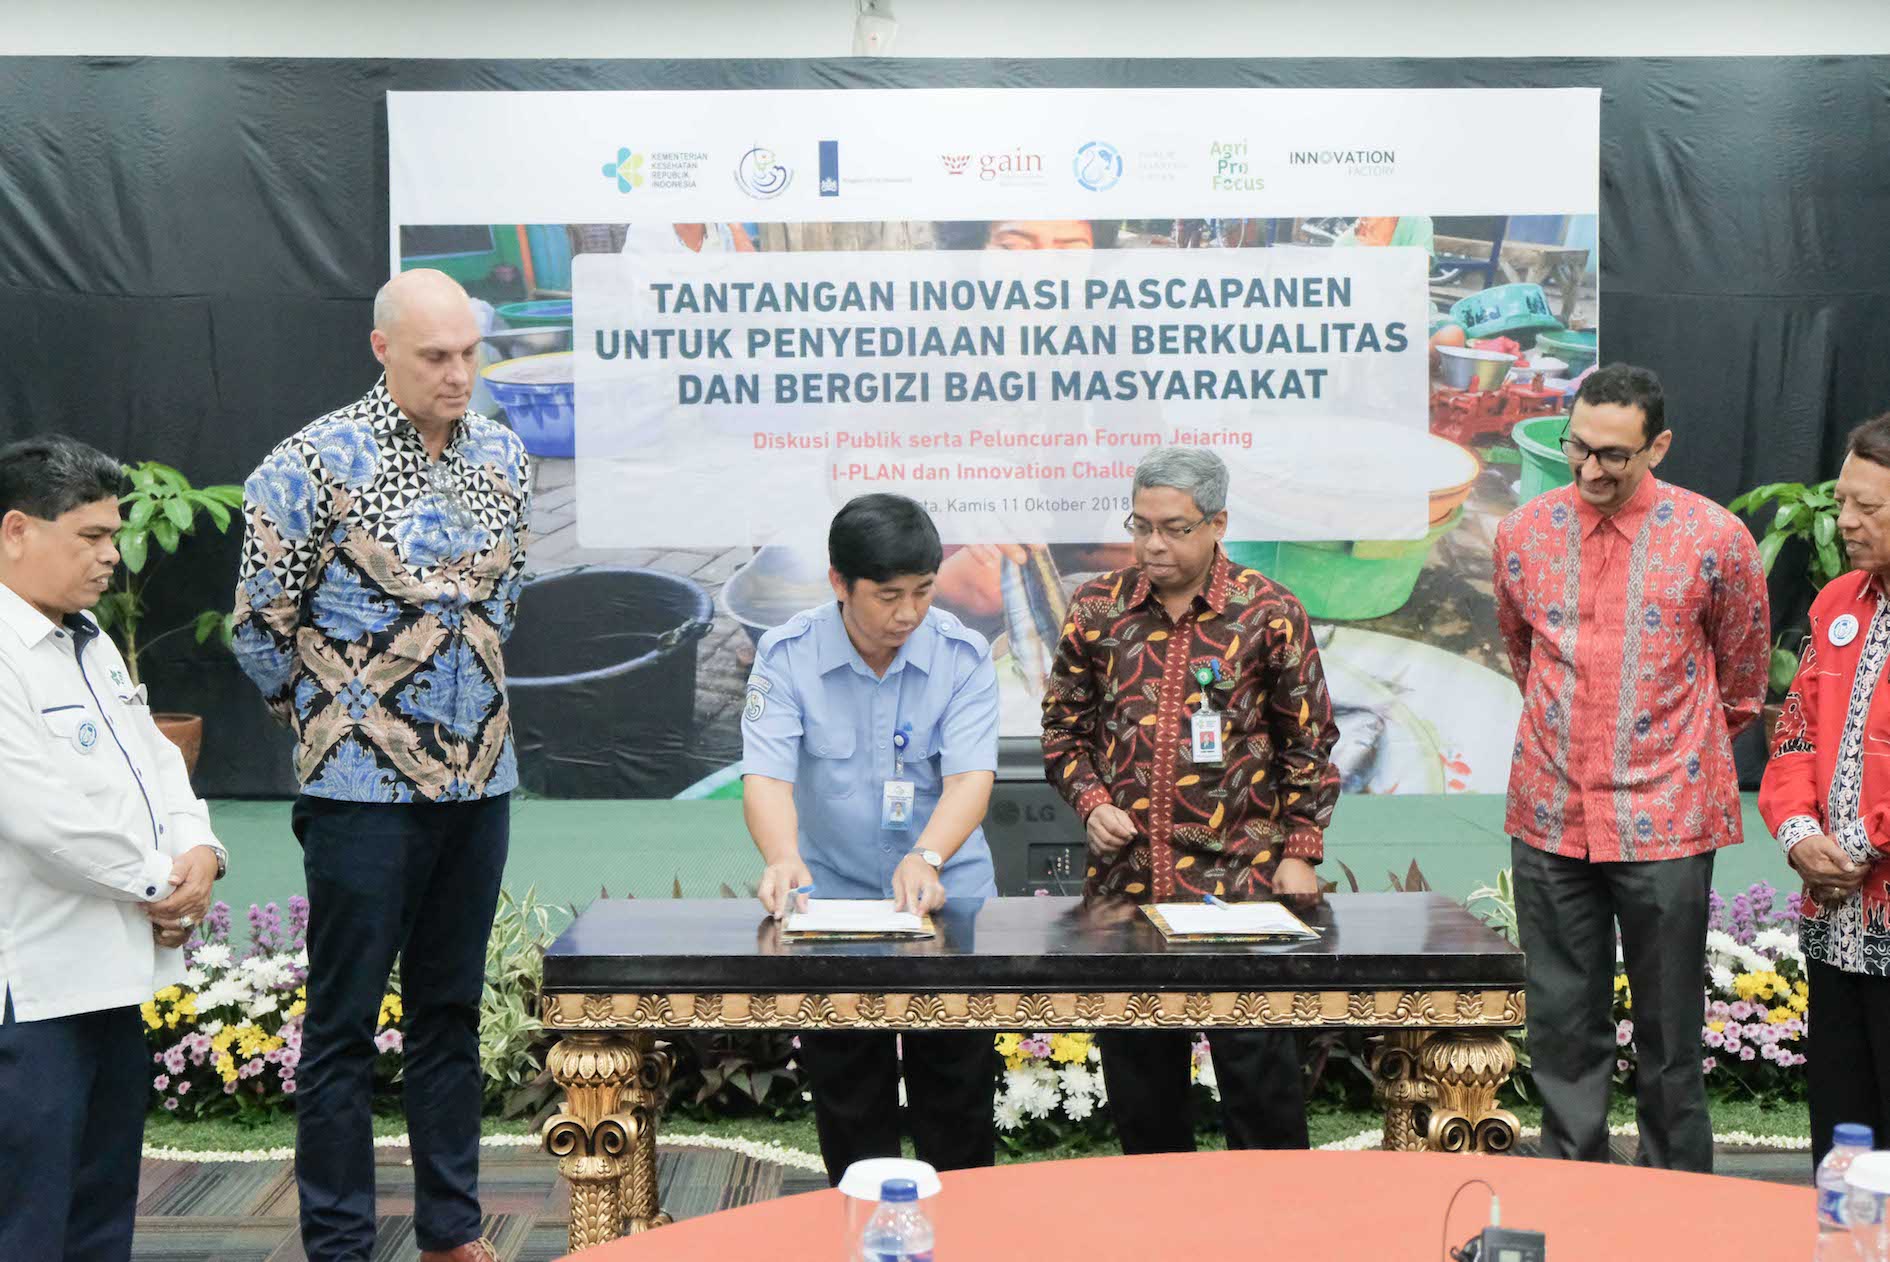 KEMENTERIAN
KESEHATAN
REPUBLIK
INDONESIA
gain
Agri
Pro
Focus
INNOVATION
FACTORY
TANTANGAN INOVASI PASCAPANEN
UNTUK PENYEDIAAN IKAN BERKUALITAS
DAN BERGIZI BAGI MASYARAKAT
Diskusi Publik serta Peluncuran Forum Jejaring
I-PLAN dan Innovation Challe
ta, Kamis 11 Oktober 2018
LG